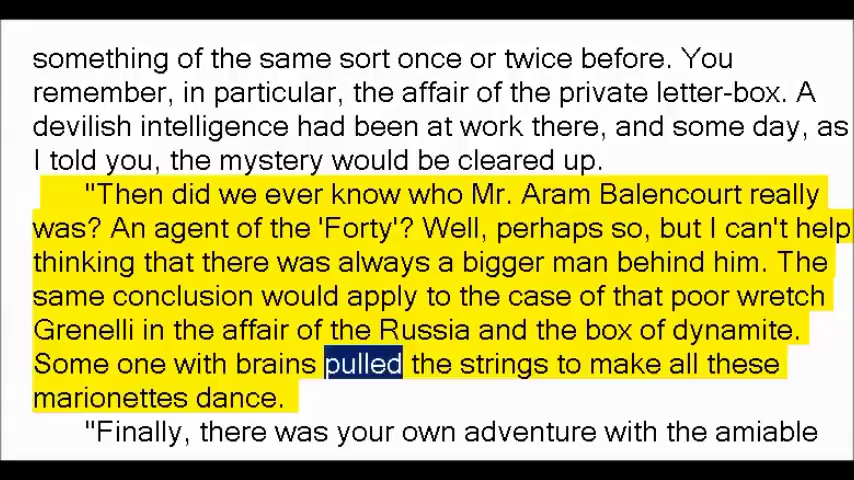 something of the same sort once or twice before. You
remember, in particular, the affair of the private letter-box. A
devilish intelligence had been at work there, and some day, as
I told you, the mystery would be cleared up.
"Then did we ever know who Mr. Aram Balencourt really
was? An agent of the 'Forty'? Well, perhaps so, but I can't help
thinking that there was always a bigger man behind him. The
same conclusion would apply to the case of that poor wretch
Grenelli in the affair of the Russia and the box of dynamite.
Some one with brains pulled the strings to make all these
marionettes dance.
"Finally, there was your own adventure with the amiable